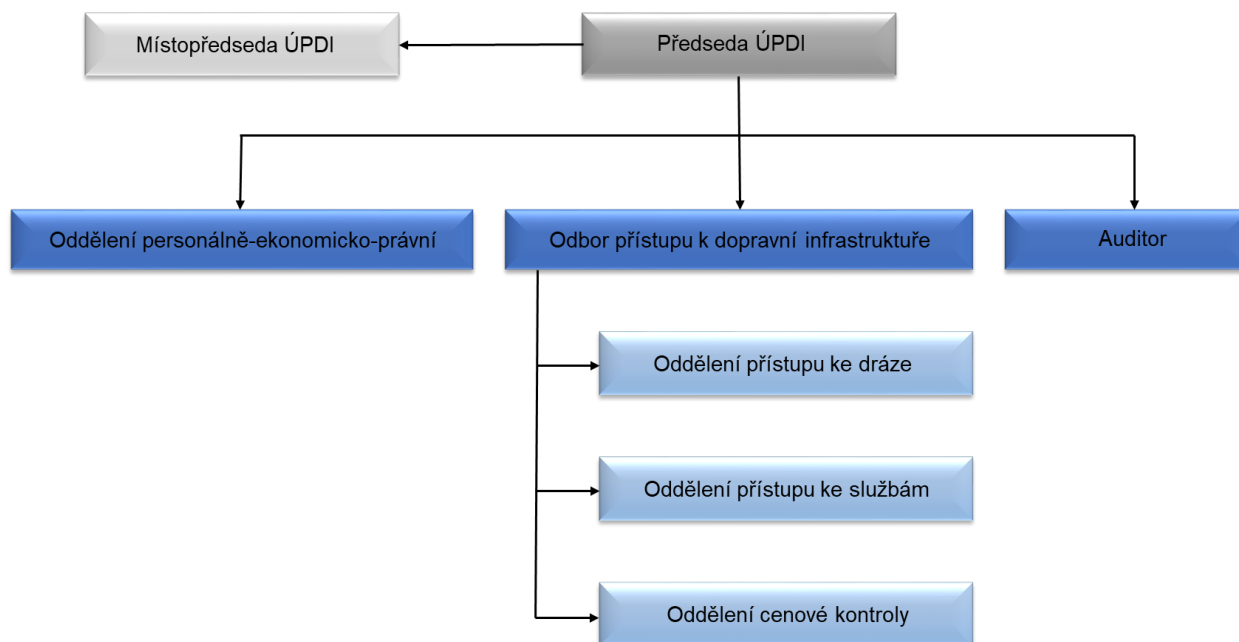 Místopředseda ÚPDI
Předseda ÚPDI
Oddělení personálně-ekonomicko-právní
Odbor přístupu k dopravní infrastruktuře
Auditor
Oddělení přístupu ke dráze
Oddělení přístupu ke službám
Oddělení cenové kontroly